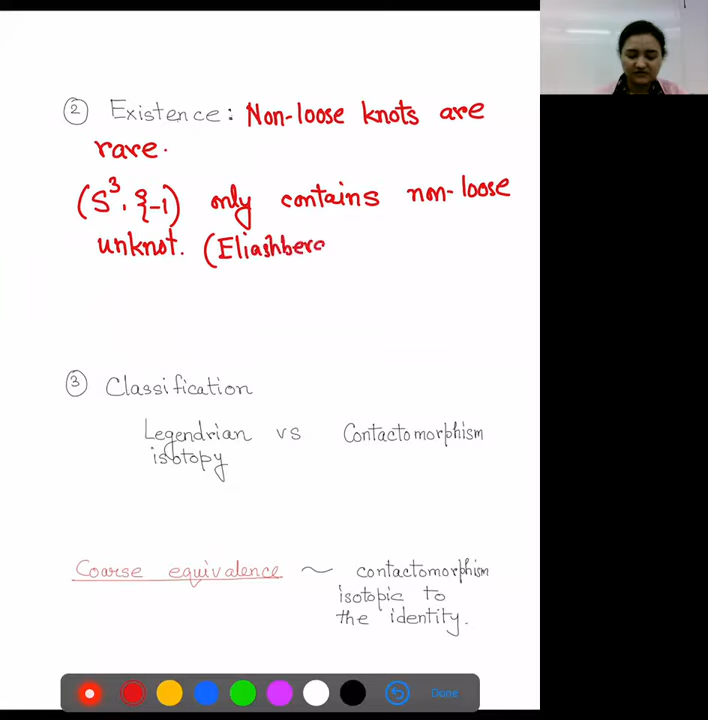 ② Existence: Non-loose knots are
rare.
(S³, ξ-1) only contains non-loose
unknot. (Eliashberg
③ Classification
Legendrian vs Contactomorphism
isotopy
Coarse equivalence ~ contactomorphism
isotopic to
the identity.
Done